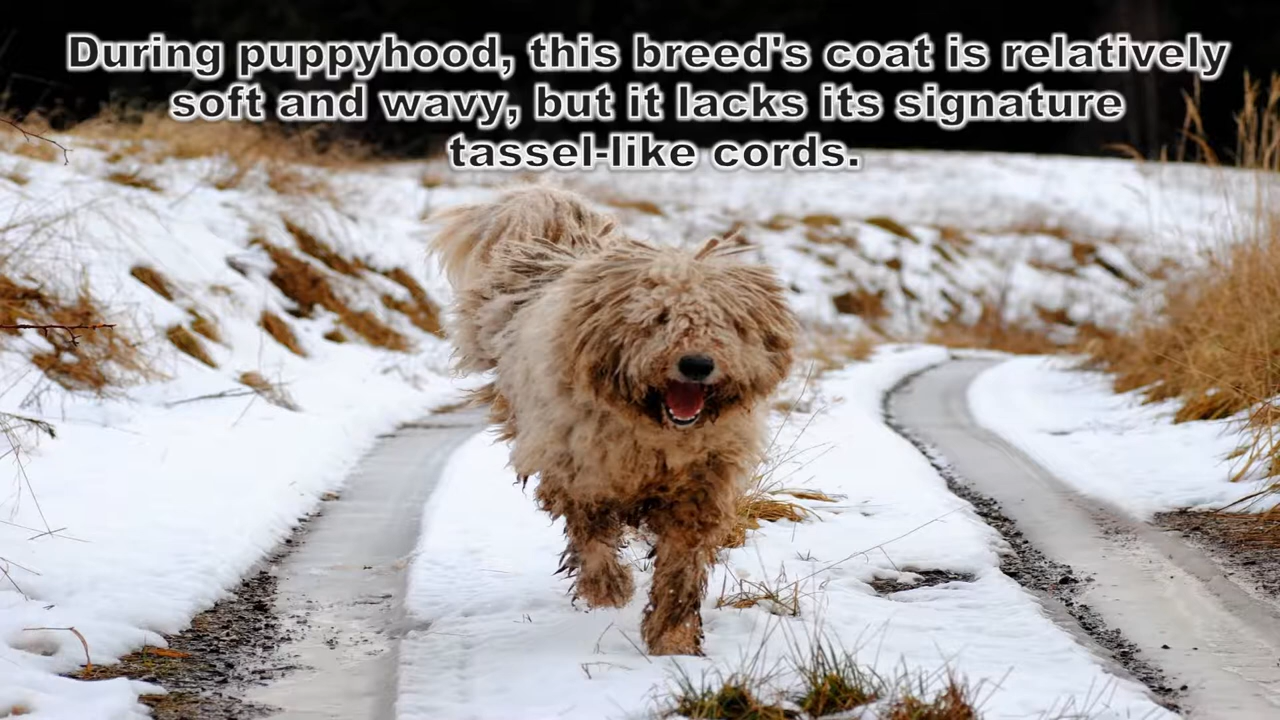 During puppyhood, this breed's coat is relatively
soft and wavy, but it lacks its signature
tassel-like cords.